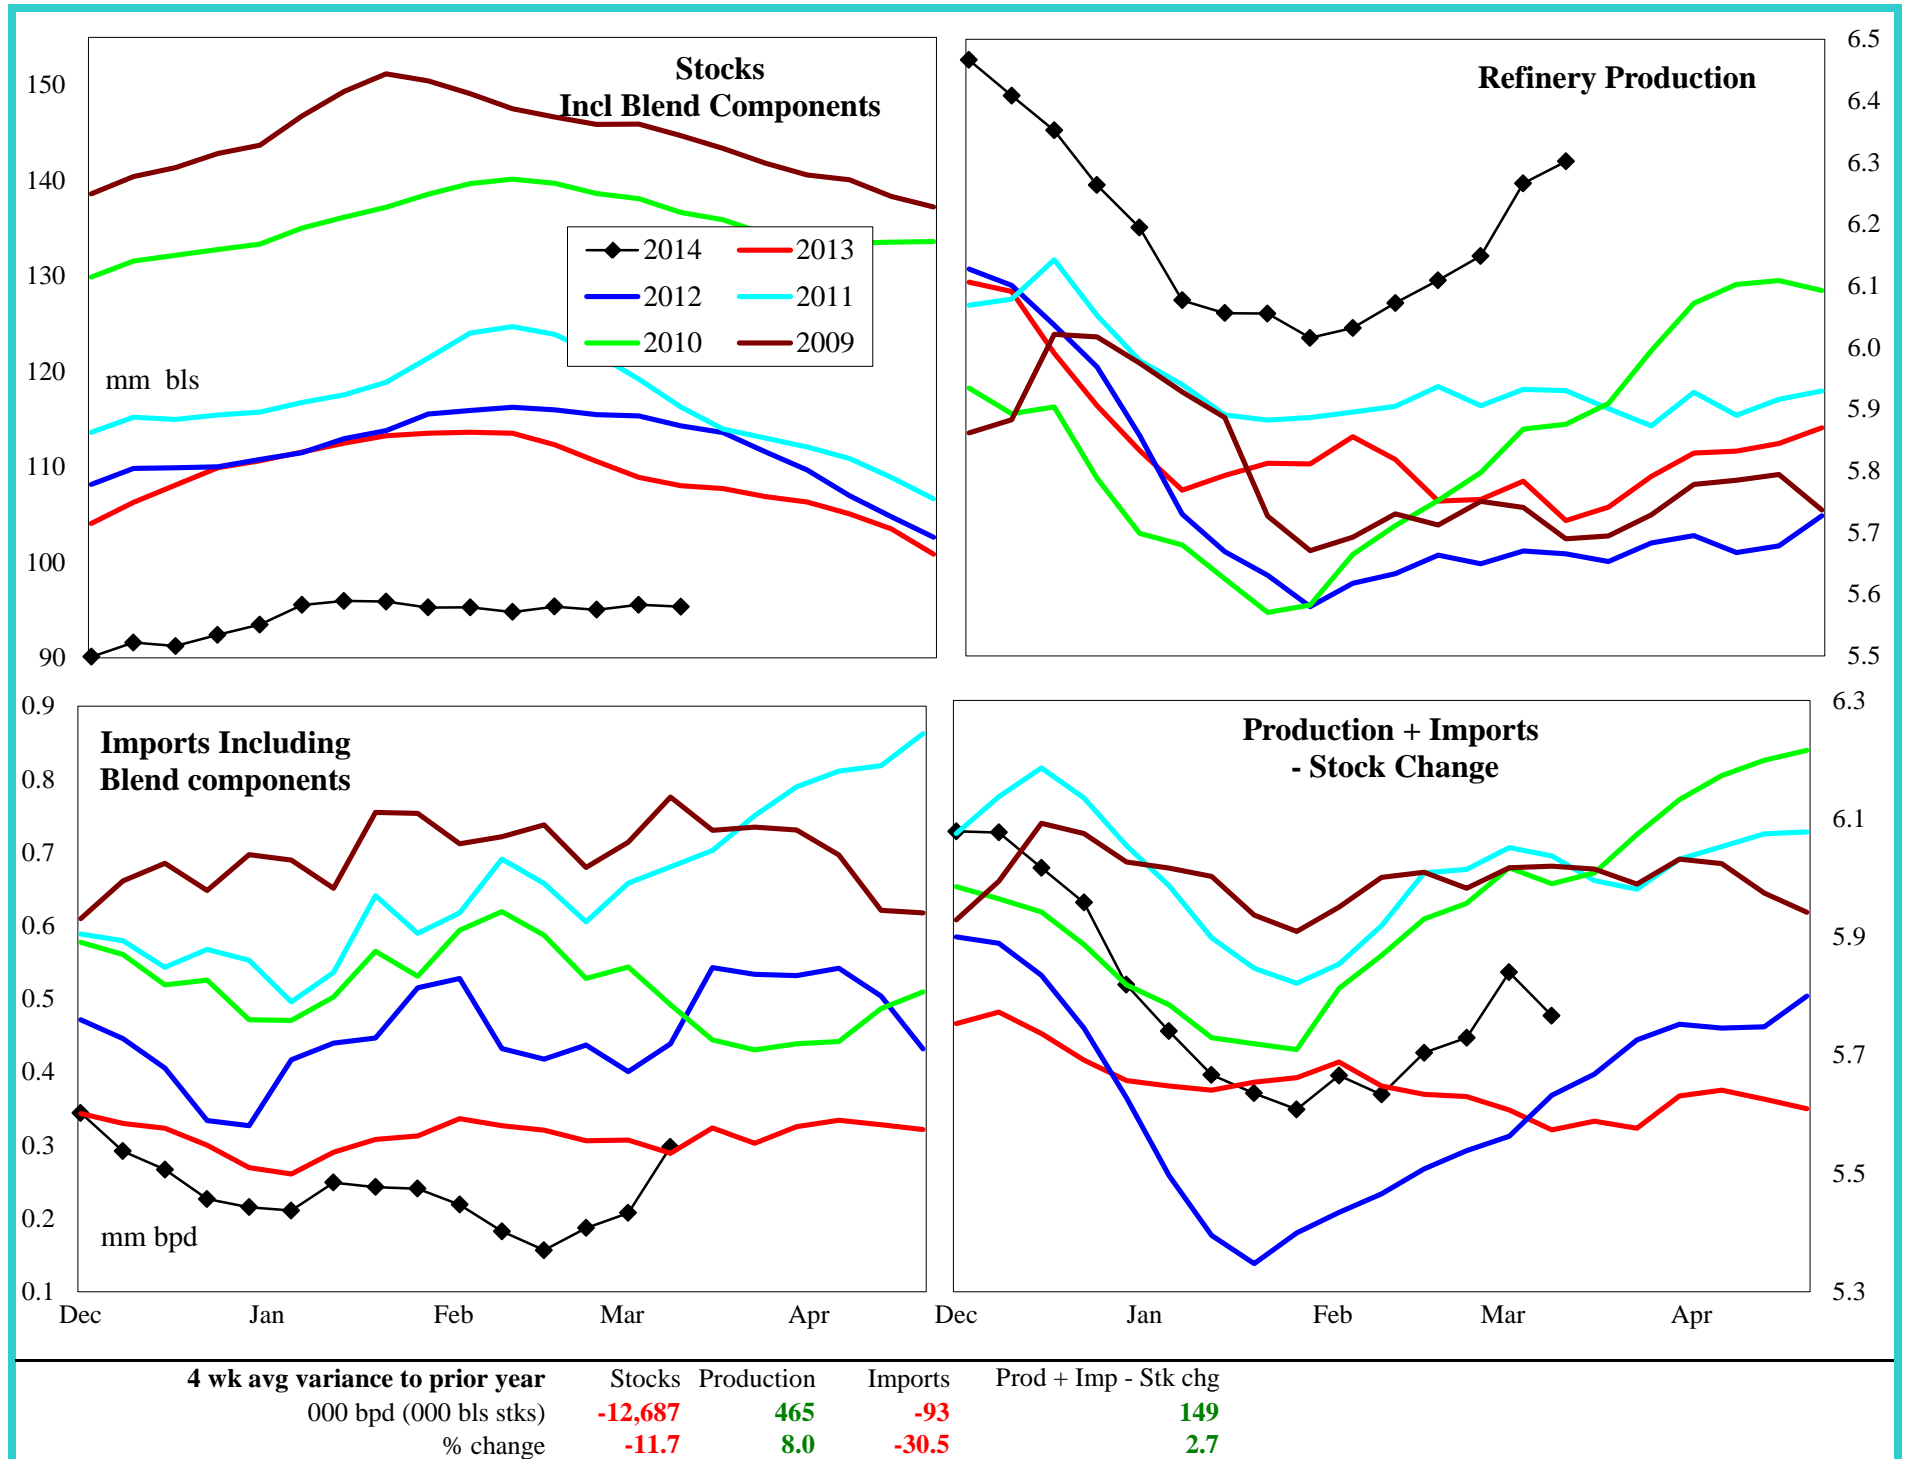 150
140
130
120
110
100
90
Stocks
Incl Blend Components
mm bls
2014 2013
2012 2011
2010 2009
Refinery Production
6.5
6.4
6.3
6.2
6.1
6.0
5.9
5.8
5.7
5.6
5.5
0.9
0.8
0.7
0.6
0.5
0.4
0.3
0.2
0.1
Imports Including
Blend components
mm bpd
Dec Jan Feb Mar Apr
Production + Imports
- Stock Change
6.3
6.1
5.9
5.7
5.5
5.3
Dec Jan Feb Mar Apr
4 wk avg variance to prior year Stocks Production Imports Prod + Imp - Stk chg
000 bpd (000 bls stks) -12,687 465 -93 149
% change -11.7 8.0 -30.5 2.7